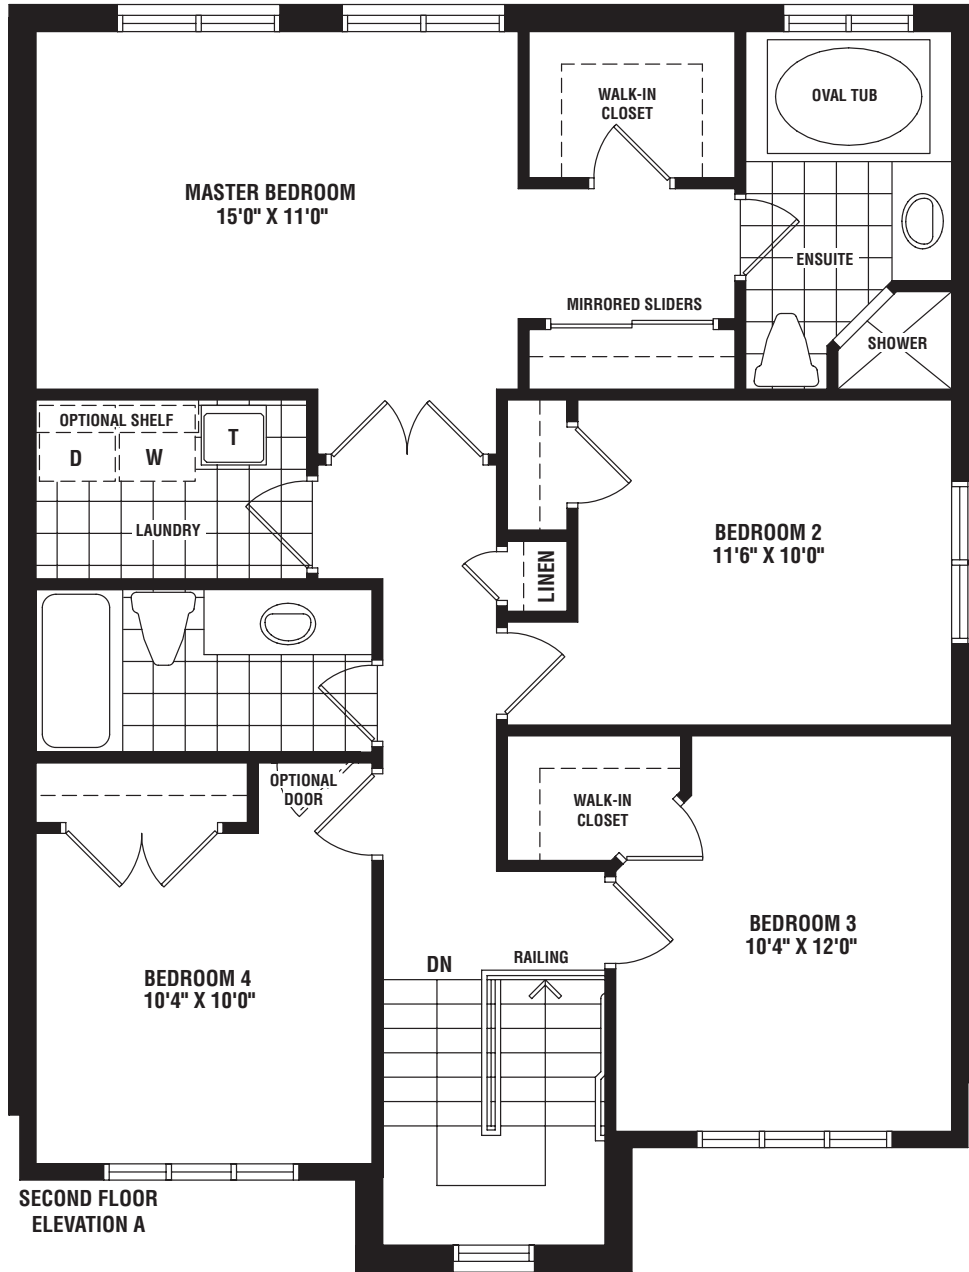 WALK-IN
CLOSET
OVAL TUB
MASTER BEDROOM
15'0" X 11'0"
ENSUITE
MIRRORED SLIDERS
SHOWER
OPTIONAL SHELF
T
D
W
LAUNDRY
BEDROOM 2
11'6" X 10'0"
LINEN
OPTIONAL
DOOR
WALK-IN
CLOSET
BEDROOM 3
10'4" X 12'0"
DN
RAILING
BEDROOM 4
10'4" X 10'0"
SECOND FLOOR
ELEVATION A